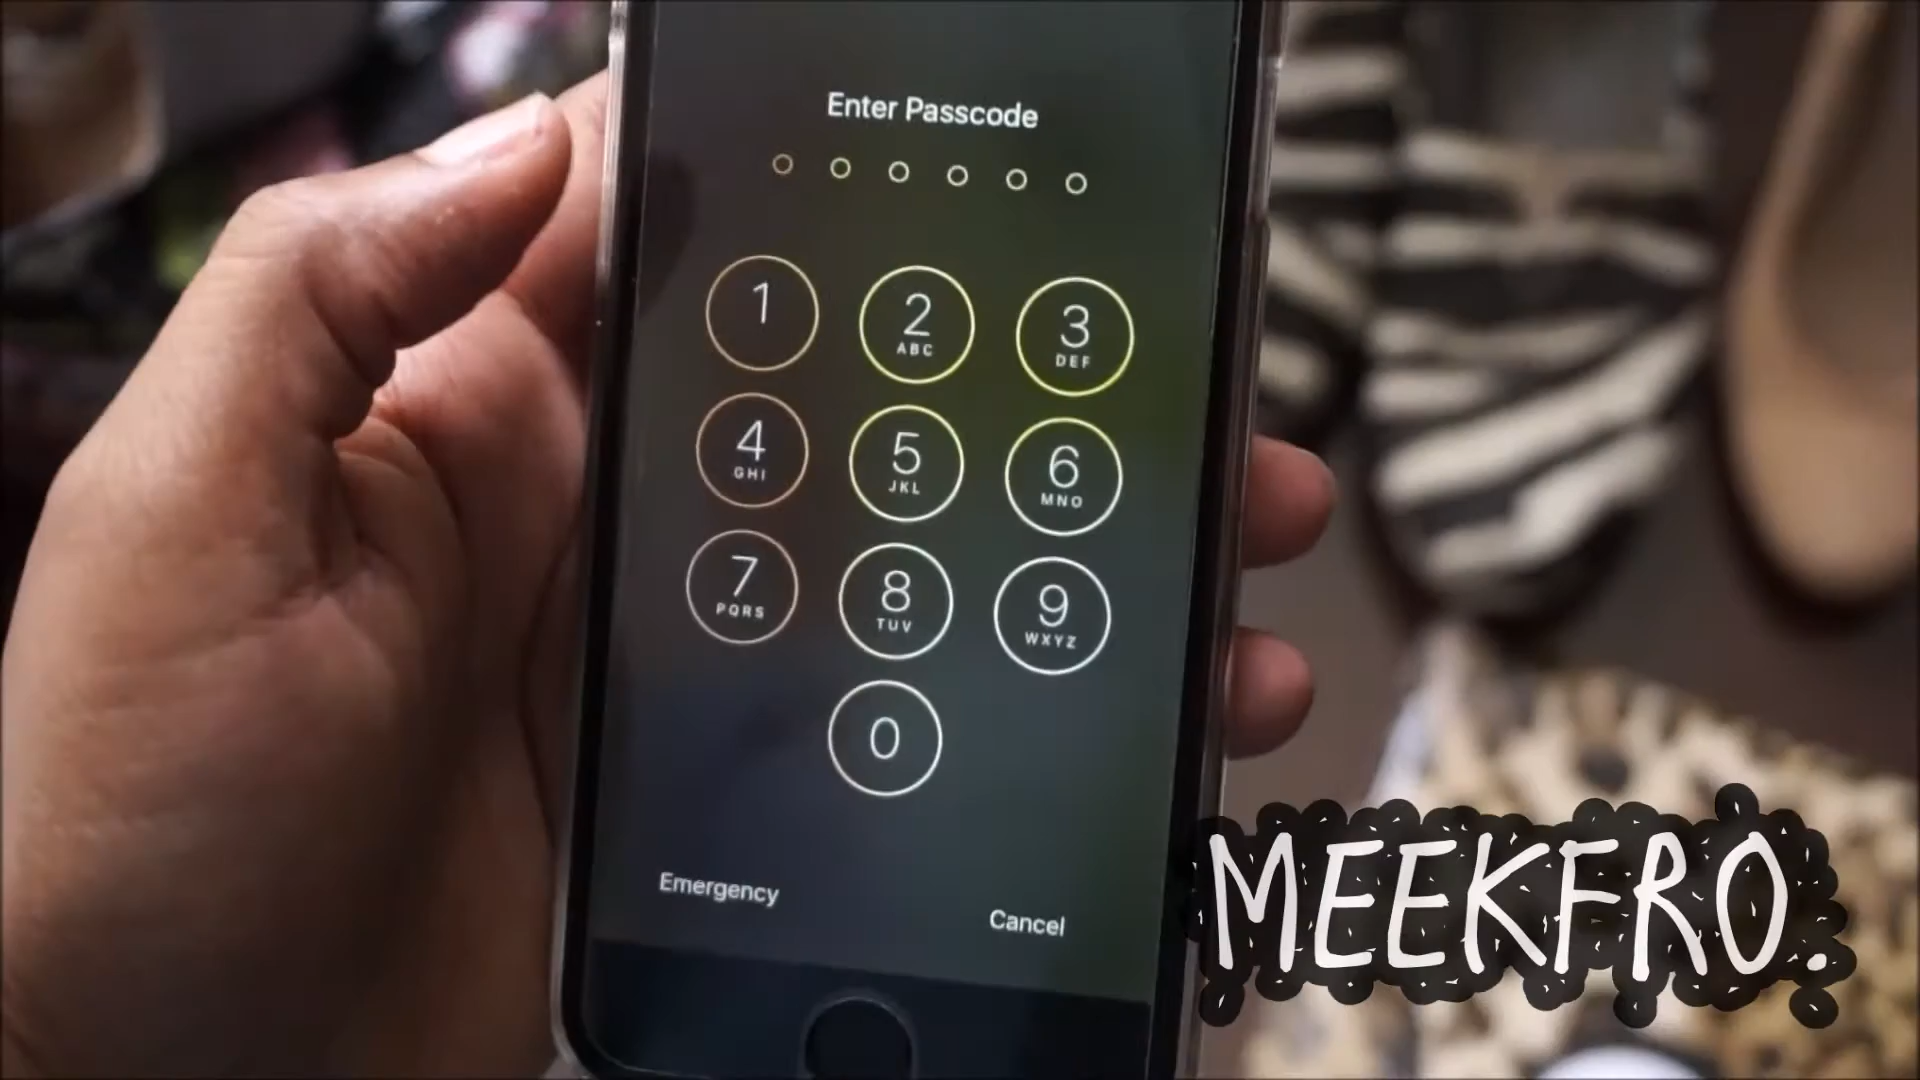 Enter Passcode
1 2 3
ABC DEF
4 5 6
GHI JKL MNO
7 8 9
PQRS TUV WXYZ
0
Emergency Cancel
MEEKFRO.